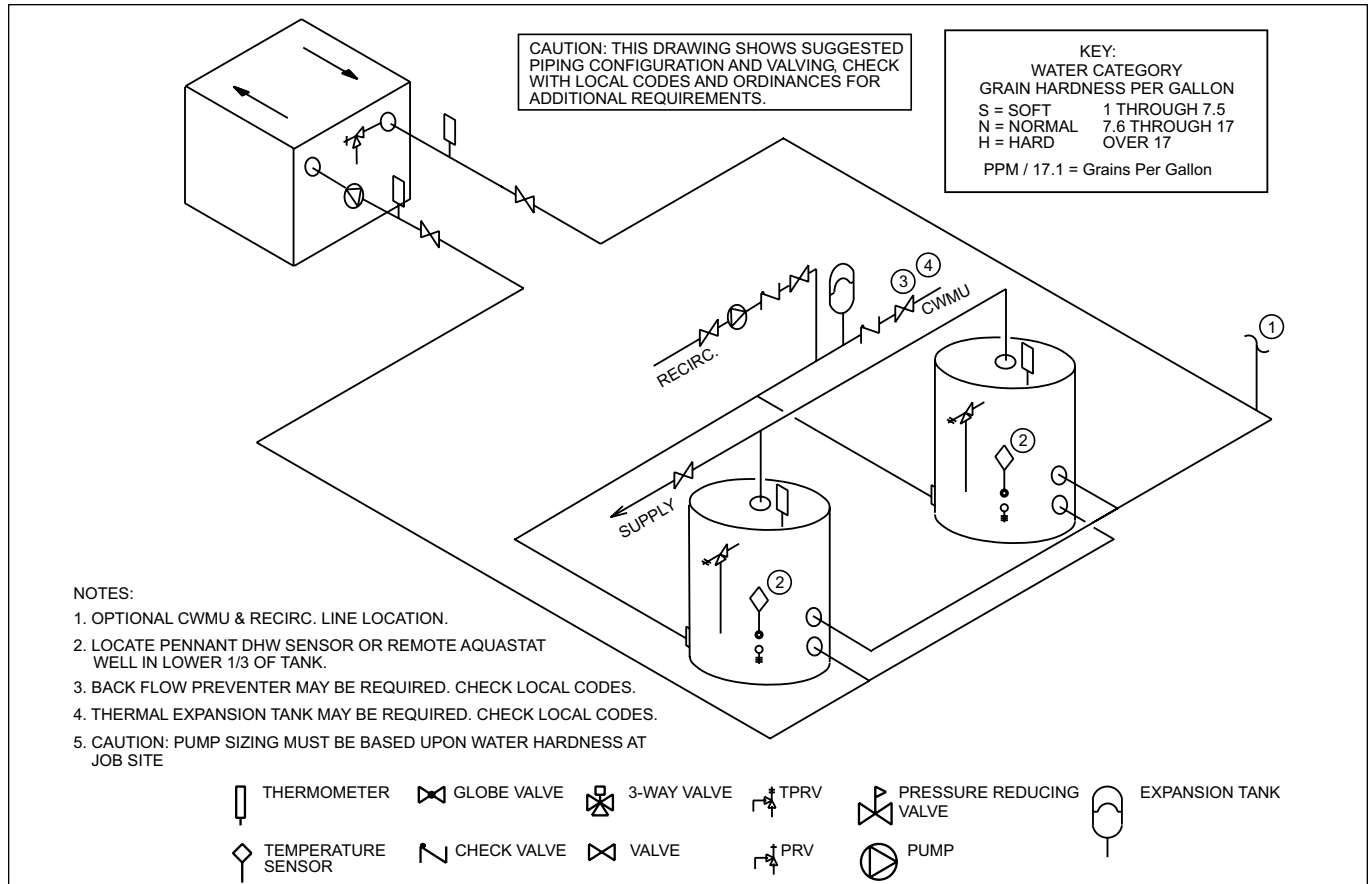 CAUTION: THIS DRAWING SHOWS SUGGESTED
PIPING CONFIGURATION AND VALVING, CHECK
WITH LOCAL CODES AND ORDINANCES FOR
ADDITIONAL REQUIREMENTS.
KEY:
WATER CATEGORY
GRAIN HARDNESS PER GALLON
S = SOFT 1 THROUGH 7.5
N = NORMAL 7.6 THROUGH 17
H = HARD OVER 17
PPM / 17.1 = Grains Per Gallon
3
4
CWMU
1
RECIRC.
2
SUPPLY
2
NOTES:
1. OPTIONAL CWMU & RECIRC. LINE LOCATION.
2. LOCATE PENNANT DHW SENSOR OR REMOTE AQUASTAT
WELL IN LOWER 1/3 OF TANK.
3. BACK FLOW PREVENTER MAY BE REQUIRED. CHECK LOCAL CODES.
4. THERMAL EXPANSION TANK MAY BE REQUIRED. CHECK LOCAL CODES.
5. CAUTION: PUMP SIZING MUST BE BASED UPON WATER HARDNESS AT
JOB SITE
THERMOMETER
GLOBE VALVE
3-WAY VALVE
TPRV
PRESSURE REDUCING
VALVE
EXPANSION TANK
TEMPERATURE
SENSOR
CHECK VALVE
VALVE
PRV
PUMP